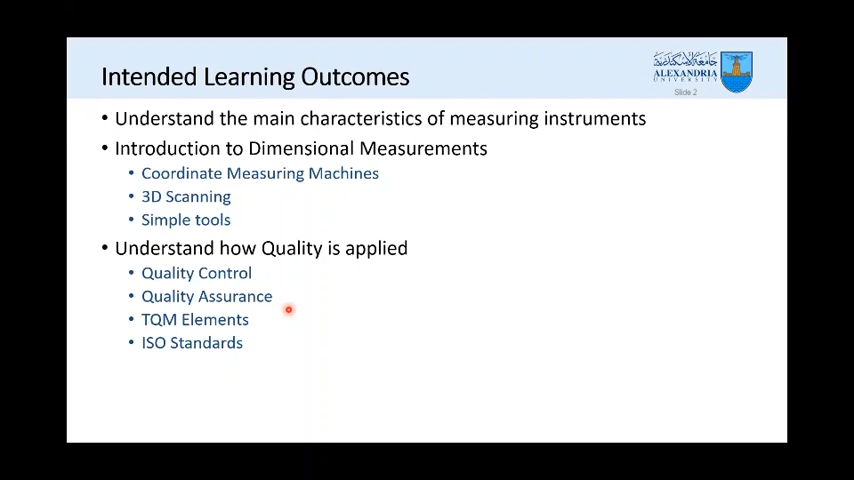 Intended Learning Outcomes
جامعة الإسكندرية
ALEXANDRIA
UNIVERSITY
Slide 2
• Understand the main characteristics of measuring instruments
• Introduction to Dimensional Measurements
• Coordinate Measuring Machines
• 3D Scanning
• Simple tools
• Understand how Quality is applied
• Quality Control
• Quality Assurance
• TQM Elements
• ISO Standards